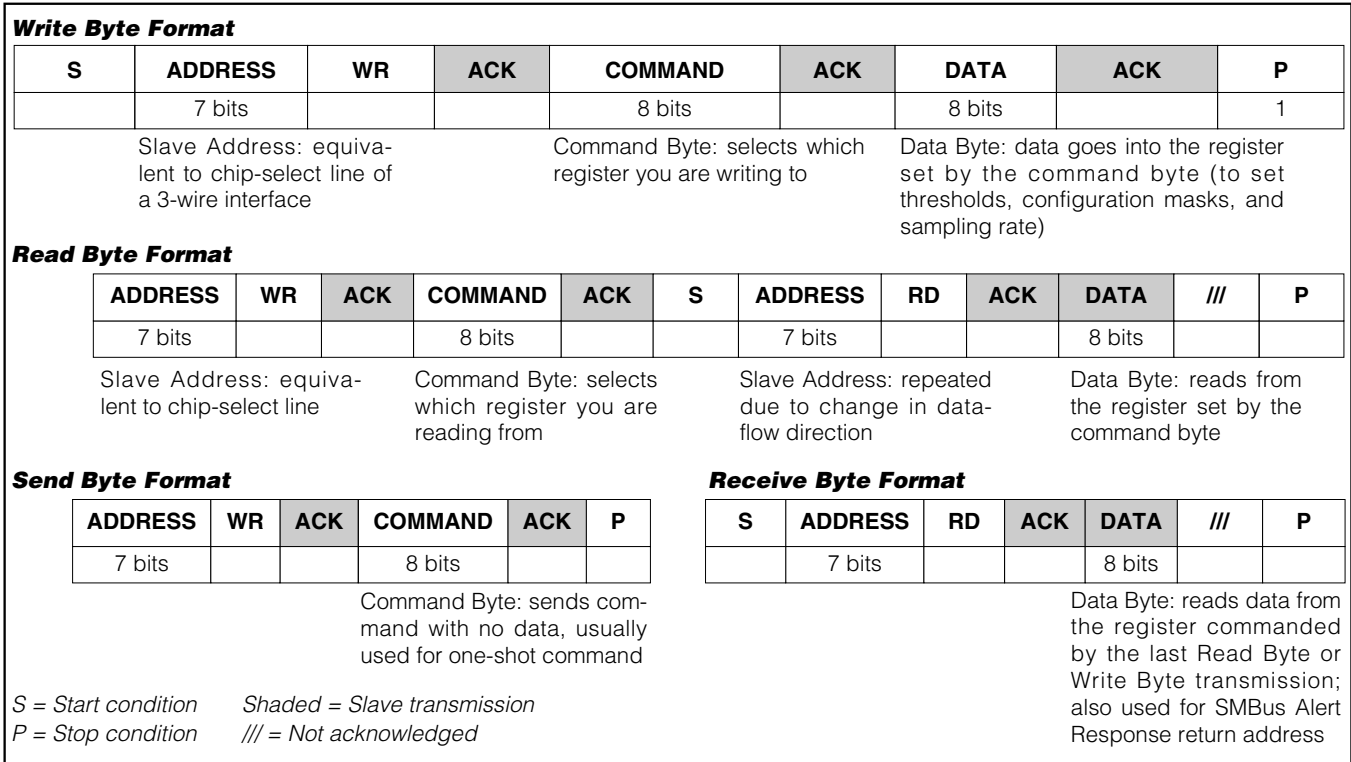 Write Byte Format
S ADDRESS WR ACK COMMAND ACK DATA ACK P
7 bits 8 bits 8 bits 1
Slave Address: equiva-
lent to chip-select line of
a 3-wire interface
Command Byte: selects which
register you are writing to
Data Byte: data goes into the register
set by the command byte (to set
thresholds, configuration masks, and
sampling rate)
Read Byte Format
ADDRESS WR ACK COMMAND ACK S ADDRESS RD ACK DATA /// P
7 bits 8 bits 7 bits 8 bits
Slave Address: equiva-
lent to chip-select line
Command Byte: selects
which register you are
reading from
Slave Address: repeated
due to change in data-
flow direction
Data Byte: reads from
the register set by the
command byte
Send Byte Format
ADDRESS WR ACK COMMAND ACK P
7 bits 8 bits
Command Byte: sends com-
mand with no data, usually
used for one-shot command
Receive Byte Format
S ADDRESS RD ACK DATA /// P
7 bits 8 bits
Data Byte: reads data from
the register commanded
by the last Read Byte or
Write Byte transmission;
also used for SMBus Alert
Response return address
S = Start condition Shaded = Slave transmission
P = Stop condition /// = Not acknowledged